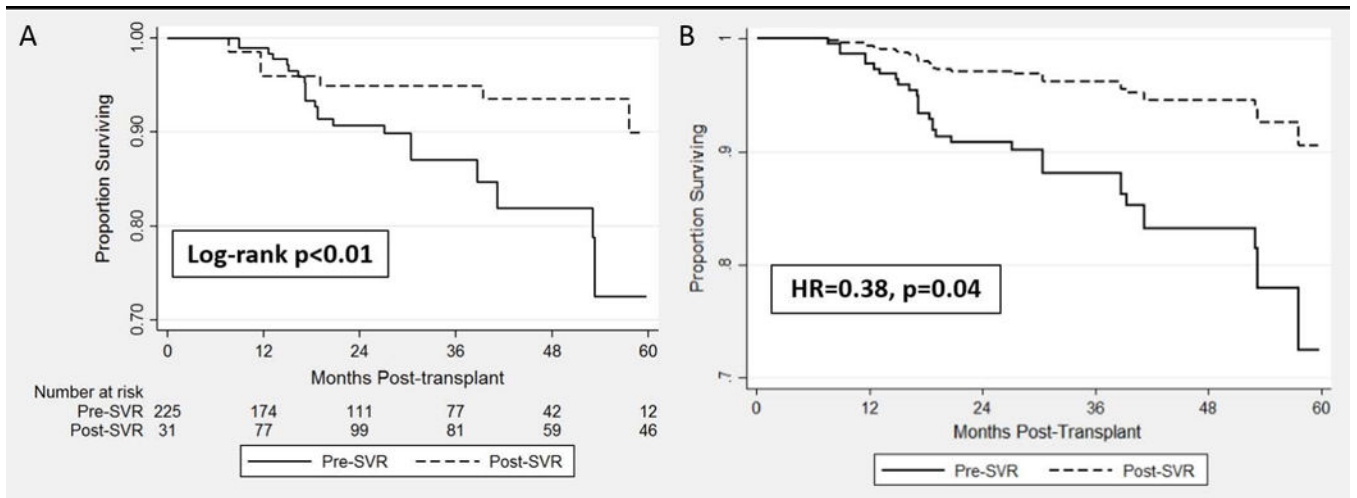 A
Proportion Surviving
1.00
0.90
0.80
0.70
Log-rank p<0.01
0 12 24 36 48 60
Months Post-transplant
Number at risk
Pre-SVR 225 174 111 77 42 12
Post-SVR 31 77 99 81 59 46
Pre-SVR Post-SVR
B
Proportion Surviving
1
.9
.8
.7
HR=0.38, p=0.04
0 12 24 36 48 60
Months Post-Transplant
Pre-SVR Post-SVR